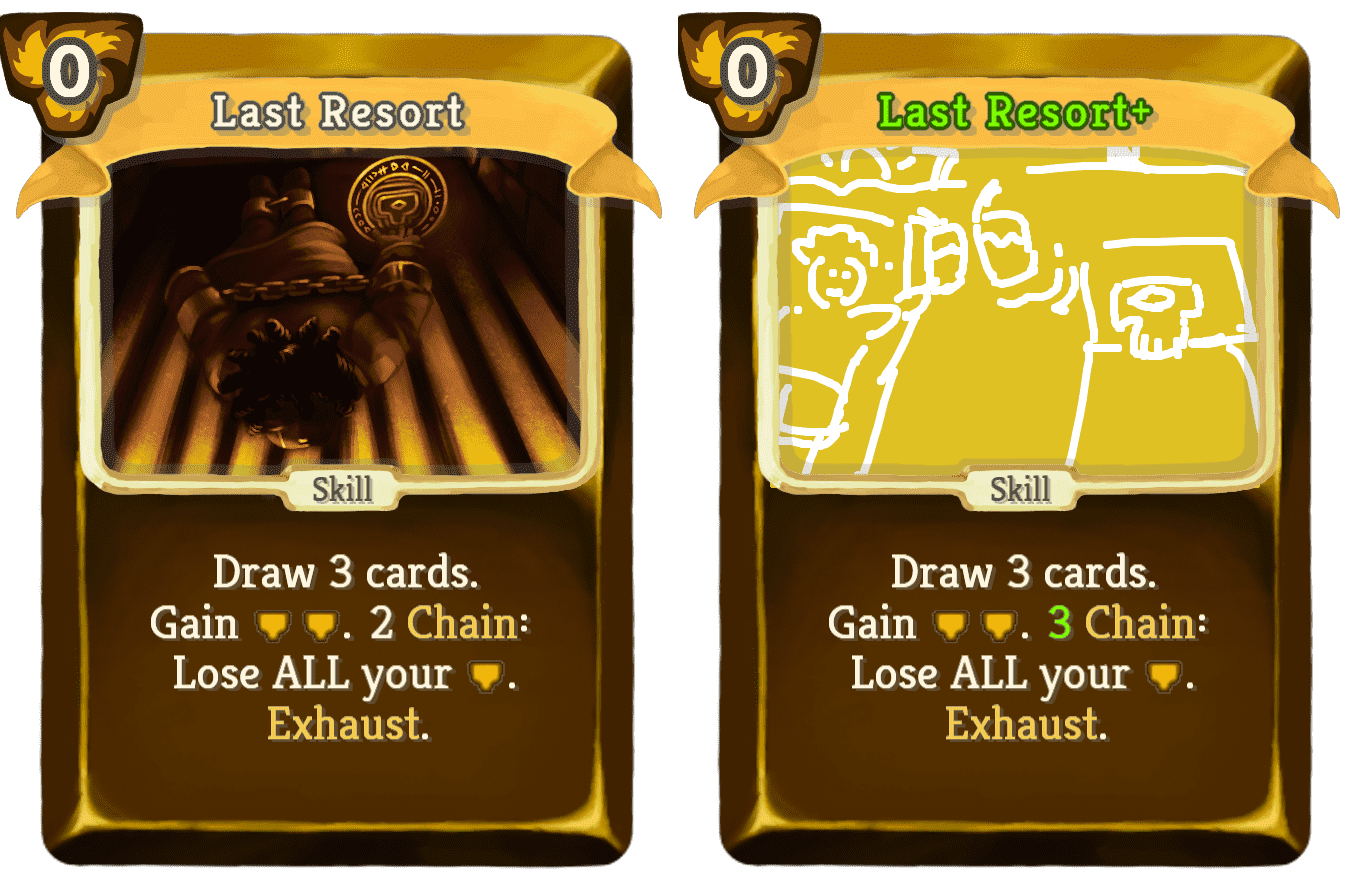 0
Last Resort
Skill
Draw 3 cards.
Gain . 2 Chain:
Lose ALL your .
Exhaust.
0
Last Resort+
Skill
Draw 3 cards.
Gain . 3 Chain:
Lose ALL your .
Exhaust.